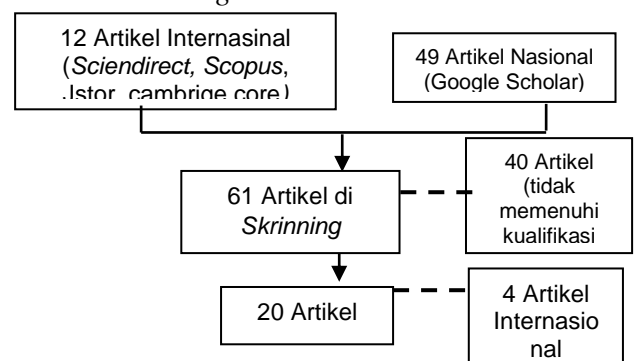 12 Artikel Internasinal
(Sciendirect, Scopus,
Jstor, cambrige core)
49 Artikel Nasional
(Google Scholar)
61 Artikel di
Skrinning
40 Artikel
(tidak
memenuhi
kualifikasi
20 Artikel
4 Artikel
Internasio
nal